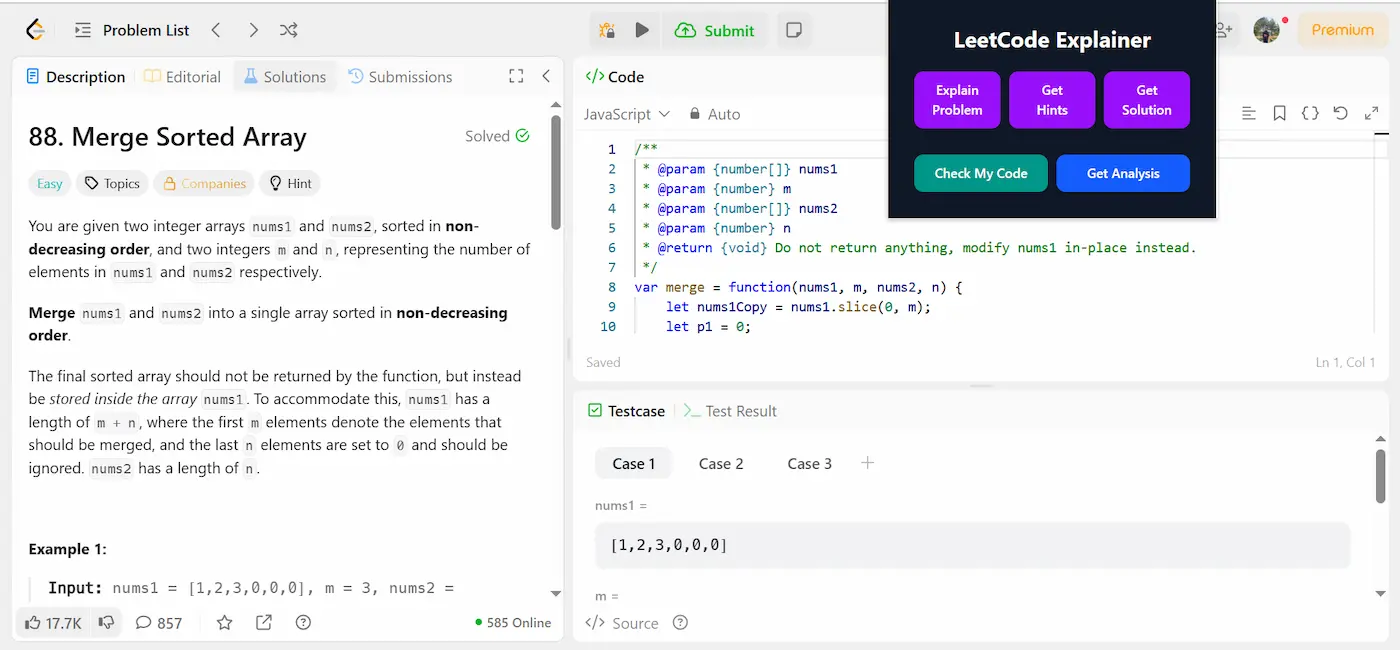 Problem List
Submit
Premium
LeetCode Explainer
Explain Problem
Get Hints
Get Solution
Check My Code
Get Analysis
Description
Editorial
Solutions
Submissions
88. Merge Sorted Array
Solved
Easy
Topics
Companies
Hint
You are given two integer arrays nums1 and nums2, sorted in non-
decreasing order, and two integers m and n, representing the number of
elements in nums1 and nums2 respectively.
Merge nums1 and nums2 into a single array sorted in non-decreasing
order.
The final sorted array should not be returned by the function, but instead
be stored inside the array nums1. To accommodate this, nums1 has a
length of m + n, where the first m elements denote the elements that
should be merged, and the last n elements are set to 0 and should be
ignored. nums2 has a length of n.
Example 1:
Input: nums1 = [1,2,3,0,0,0], m = 3, nums2 =
17.7K
857
585 Online
</> Code
JavaScript
Auto
1 /**
2 * @param {number[]} nums1
3 * @param {number} m
4 * @param {number[]} nums2
5 * @param {number} n
6 * @return {void} Do not return anything, modify nums1 in-place instead.
7 */
8 var merge = function(nums1, m, nums2, n) {
9 let nums1Copy = nums1.slice(0, m);
10 let p1 = 0;
Saved
Ln 1, Col 1
Testcase
Test Result
Case 1
Case 2
Case 3
nums1 =
[1,2,3,0,0,0]
m =
</> Source